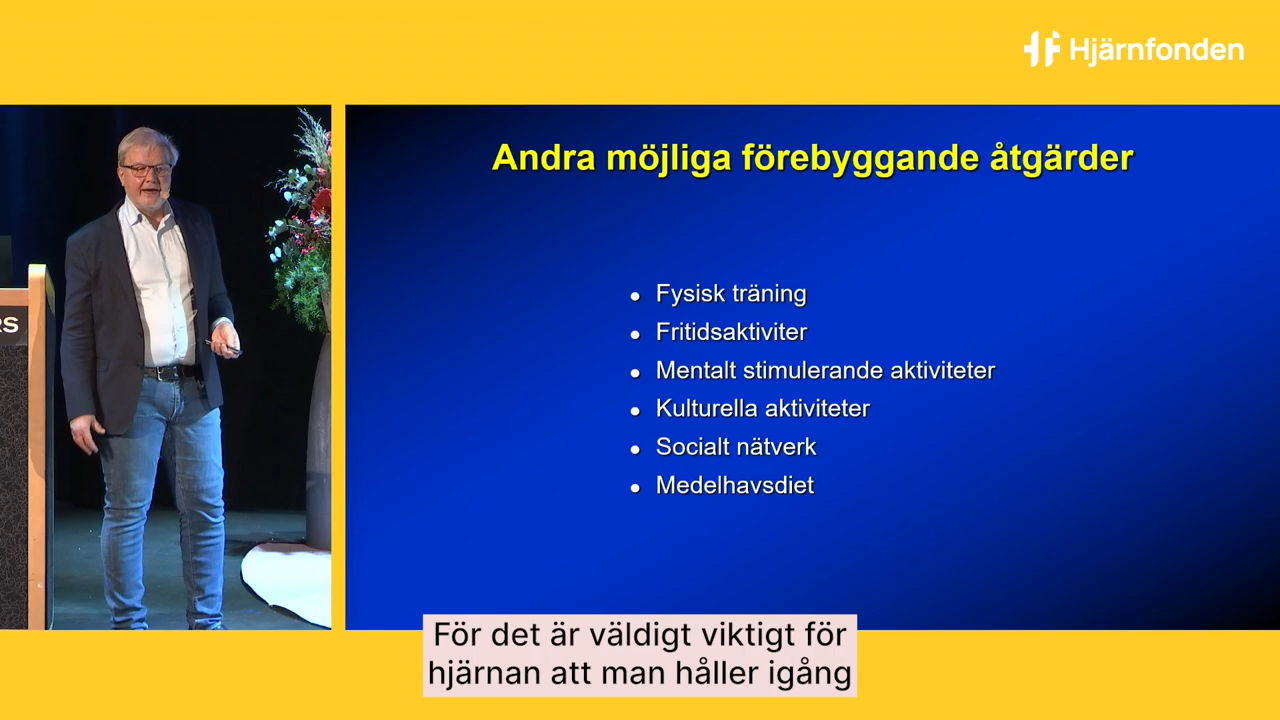 Hjärnfonden
Andra möjliga förebyggande åtgärder
RS
• Fysisk träning
• Fritidsaktiviter
• Mentalt stimulerande aktiviteter
• Kulturella aktiviteter
• Socialt nätverk
• Medelhavsdiet
För det är väldigt viktigt för
hjärnan att man håller igång